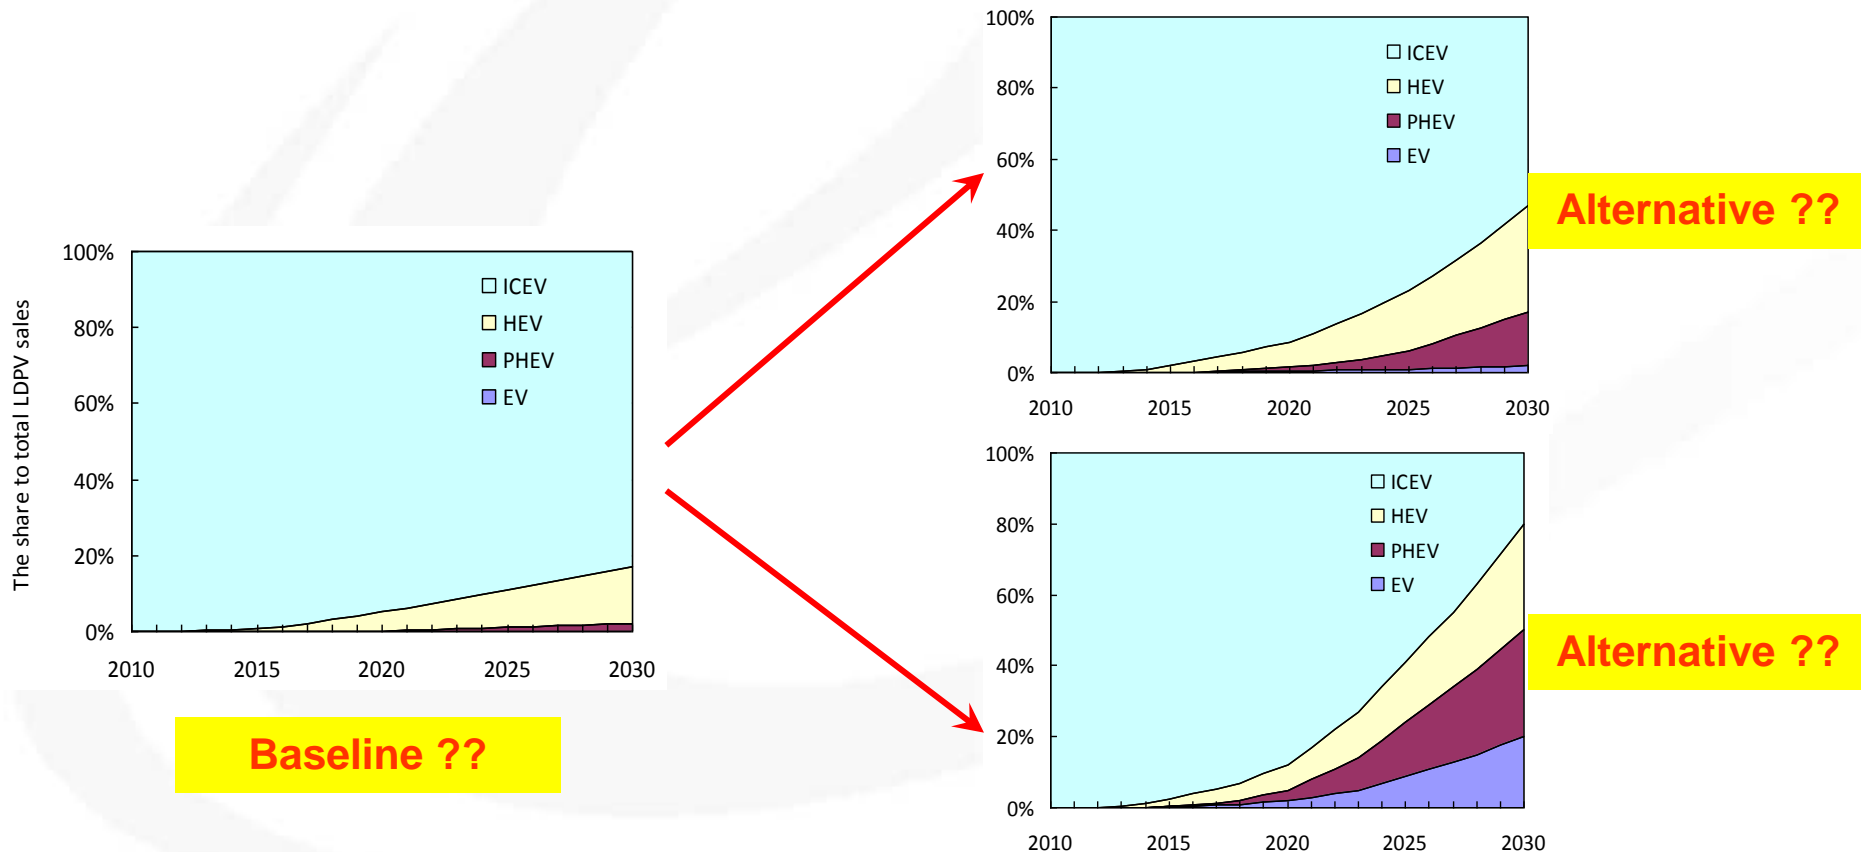 The share to total LDPV sales
100%
80%
60%
40%
20%
0%
2010 2015 2020 2025 2030
ICEV
HEV
PHEV
EV
Baseline ??
100%
80%
60%
40%
20%
0%
2010 2015 2020 2025 2030
ICEV
HEV
PHEV
EV
Alternative ??
100%
80%
60%
40%
20%
0%
2010 2015 2020 2025 2030
ICEV
HEV
PHEV
EV
Alternative ??